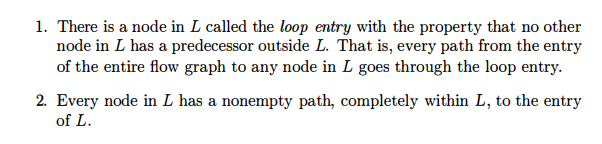 1. There is a node in L called the loop entry with the property that no other
node in L has a predecessor outside L. That is, every path from the entry
of the entire flow graph to any node in L goes through the loop entry.
2. Every node in L has a nonempty path, completely within L, to the entry
of L.